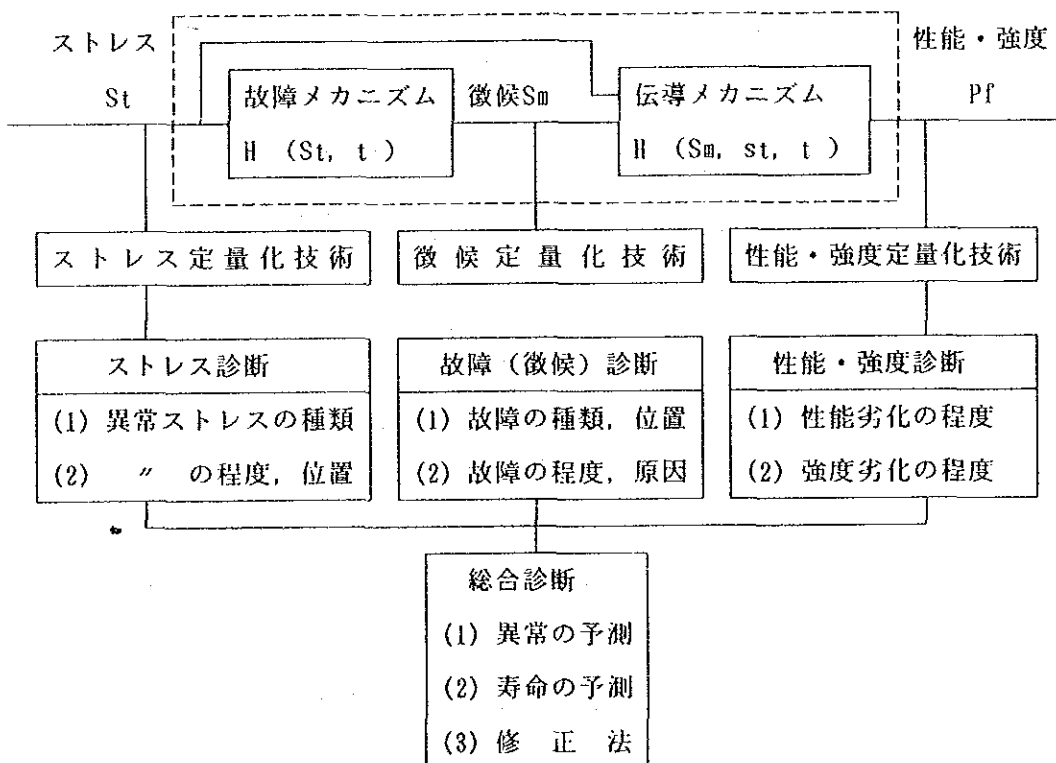 ストレス
性能・強度
St
故障メカニズム
徴候Sm
伝導メカニズム
Pf
H (St, t)
H (Sm, st, t)
ストレス定量化技術
徴候定量化技術
性能・強度定量化技術
ストレス診断
故障（徴候）診断
性能・強度診断
(1) 異常ストレスの種類
(1) 故障の種類, 位置
(1) 性能劣化の程度
(2) 〃 の程度, 位置
(2) 故障の程度, 原因
(2) 強度劣化の程度
総合診断
(1) 異常の予測
(2) 寿命の予測
(3) 修正法